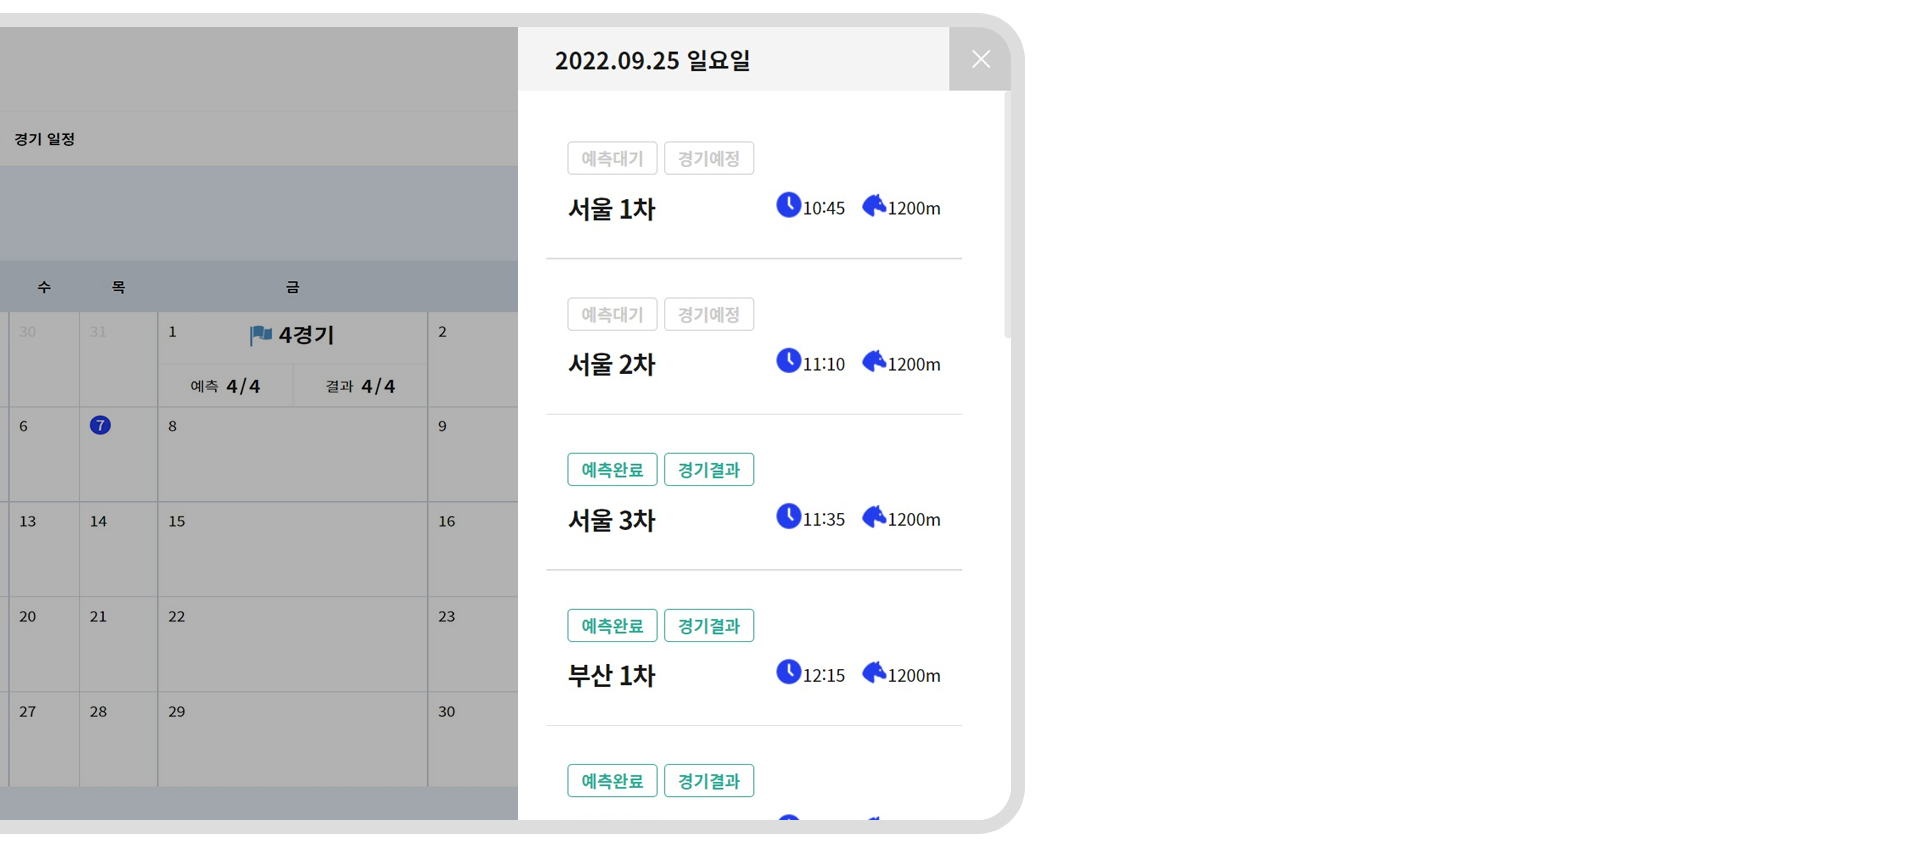 2022.09.25 일요일
경기 일정
수 목 금
30 31 1 4경기 2
예측 4/4 결과 4/4
6 7 8 9
13 14 15 16
20 21 22 23
27 28 29 30
예측대기 경기예정
서울 1차 10:45 1200m
예측대기 경기예정
서울 2차 11:10 1200m
예측완료 경기결과
서울 3차 11:35 1200m
예측완료 경기결과
부산 1차 12:15 1200m
예측완료 경기결과